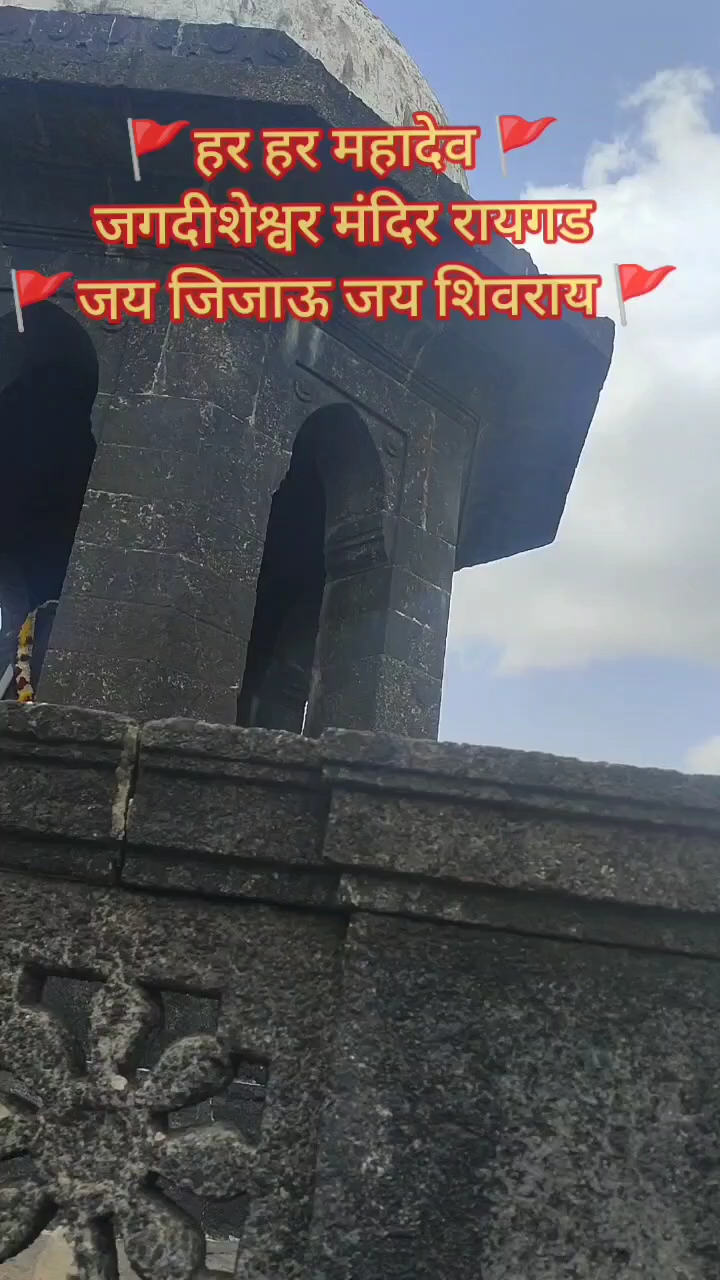 🚩हर हर महादेव 🚩
जगदीशेश्वर मंदिर रायगड
🚩जय जिजाऊ जय शिवराय 🚩